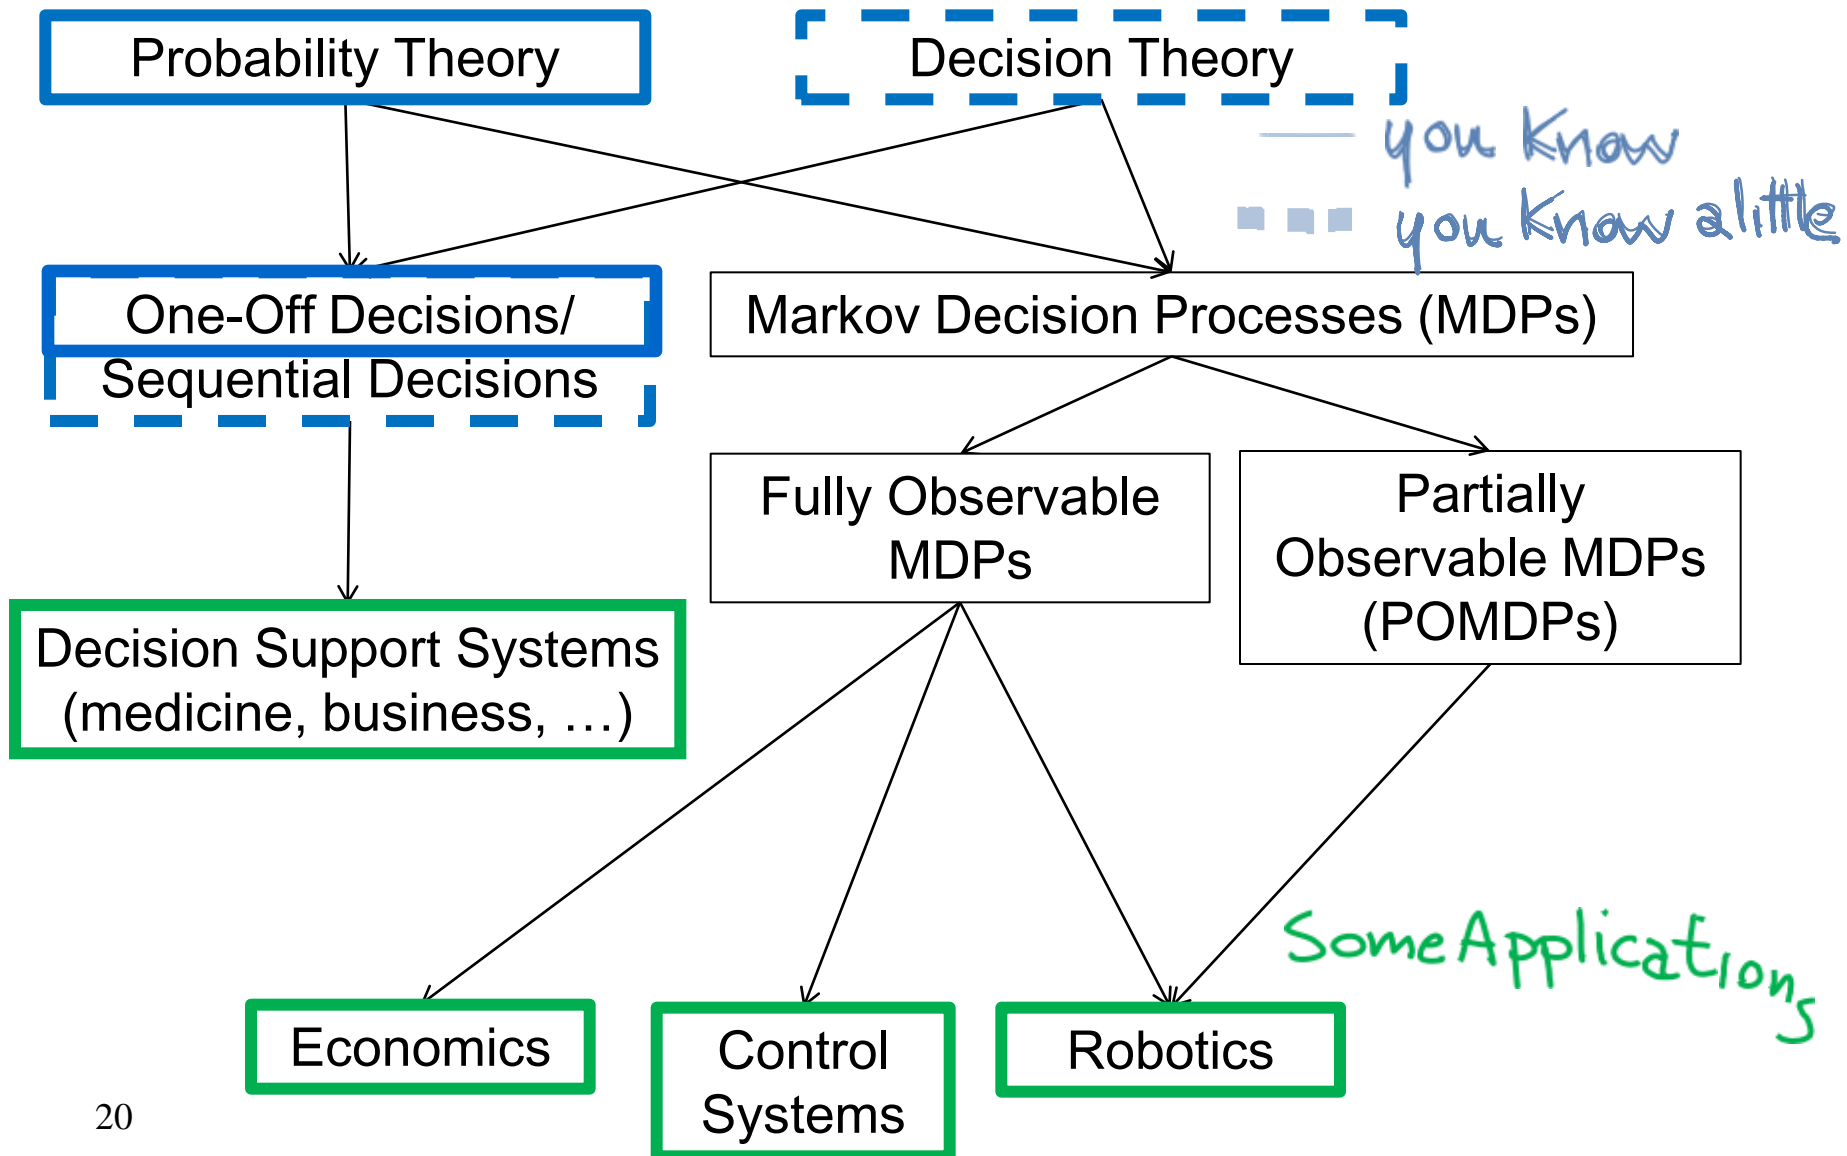 Probability Theory
Decision Theory
you Know
you Know a little
One-Off Decisions/
Sequential Decisions
Markov Decision Processes (MDPs)
Fully Observable
MDPs
Partially
Observable MDPs
(POMDPs)
Decision Support Systems
(medicine, business, …)
Some Applications
Economics
Control
Systems
Robotics
20